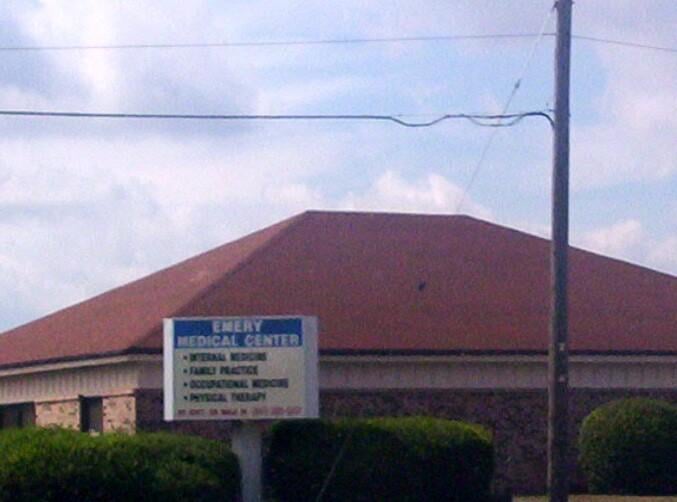 EMERY
MEDICAL CENTER
• INTERNAL MEDICINE
• FAMILY PRACTICE
• OCCUPATIONAL MEDICINE
• PHYSICAL THERAPY